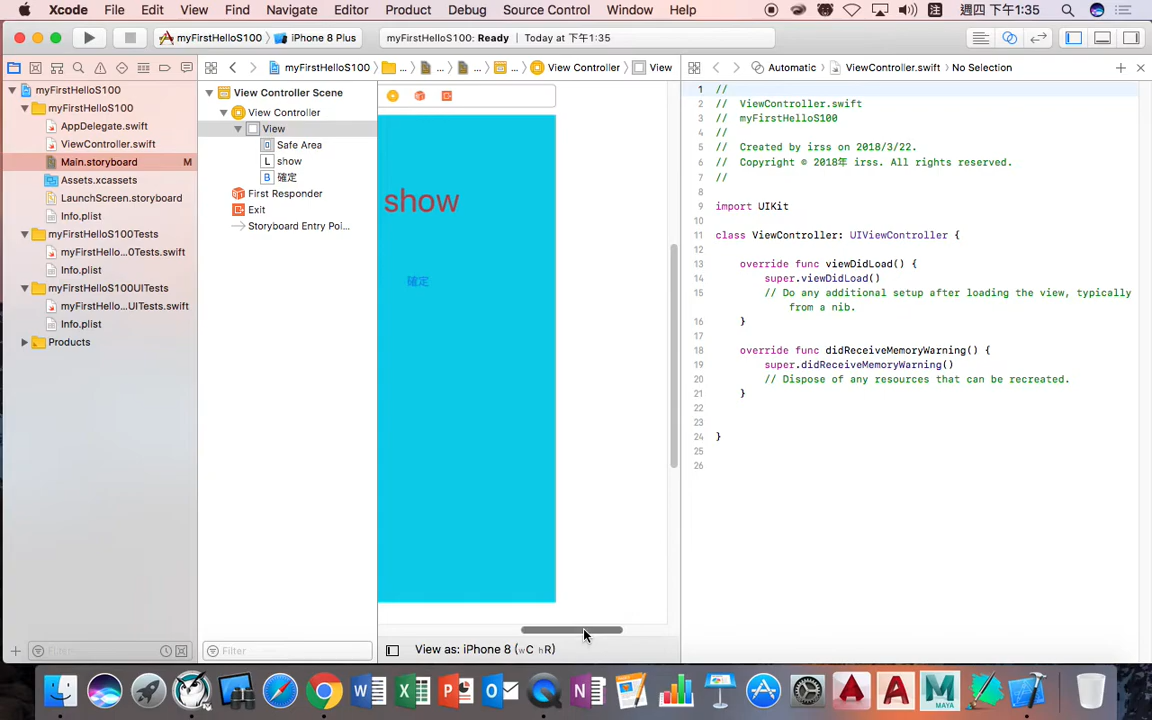 Xcode File Edit View Find Navigate Editor Product Debug Source Control Window Help 注 週四下午1:35
myFirstHelloS100 iPhone 8 Plus myFirstHelloS100: Ready Today at 下午1:35
myFirstHelloS100 ... ... ... ... View Controller View Automatic ViewController.swift No Selection
myFirstHelloS100
myFirstHelloS100
AppDelegate.swift
ViewController.swift
Main.storyboard M
Assets.xcassets
LaunchScreen.storyboard
Info.plist
myFirstHelloS100Tests
myFirstHello...0Tests.swift
Info.plist
myFirstHelloS100UITests
myFirstHello...UITests.swift
Info.plist
Products
Filter
View Controller Scene
View Controller
View
Safe Area
L show
B 確定
First Responder
Exit
Storyboard Entry Poi...
Filter
show
確定
View as: iPhone 8 (wC hR)
1 //
2 // ViewController.swift
3 // myFirstHelloS100
4 //
5 // Created by irss on 2018/3/22.
6 // Copyright © 2018年 irss. All rights reserved.
7 //
8
9 import UIKit
10
11 class ViewController: UIViewController {
12
13 override func viewDidLoad() {
14 super.viewDidLoad()
15 // Do any additional setup after loading the view, typically
from a nib.
16 }
17
18 override func didReceiveMemoryWarning() {
19 super.didReceiveMemoryWarning()
20 // Dispose of any resources that can be recreated.
21 }
22
23
24 }
25
26
W X P O N A A M
MAYA